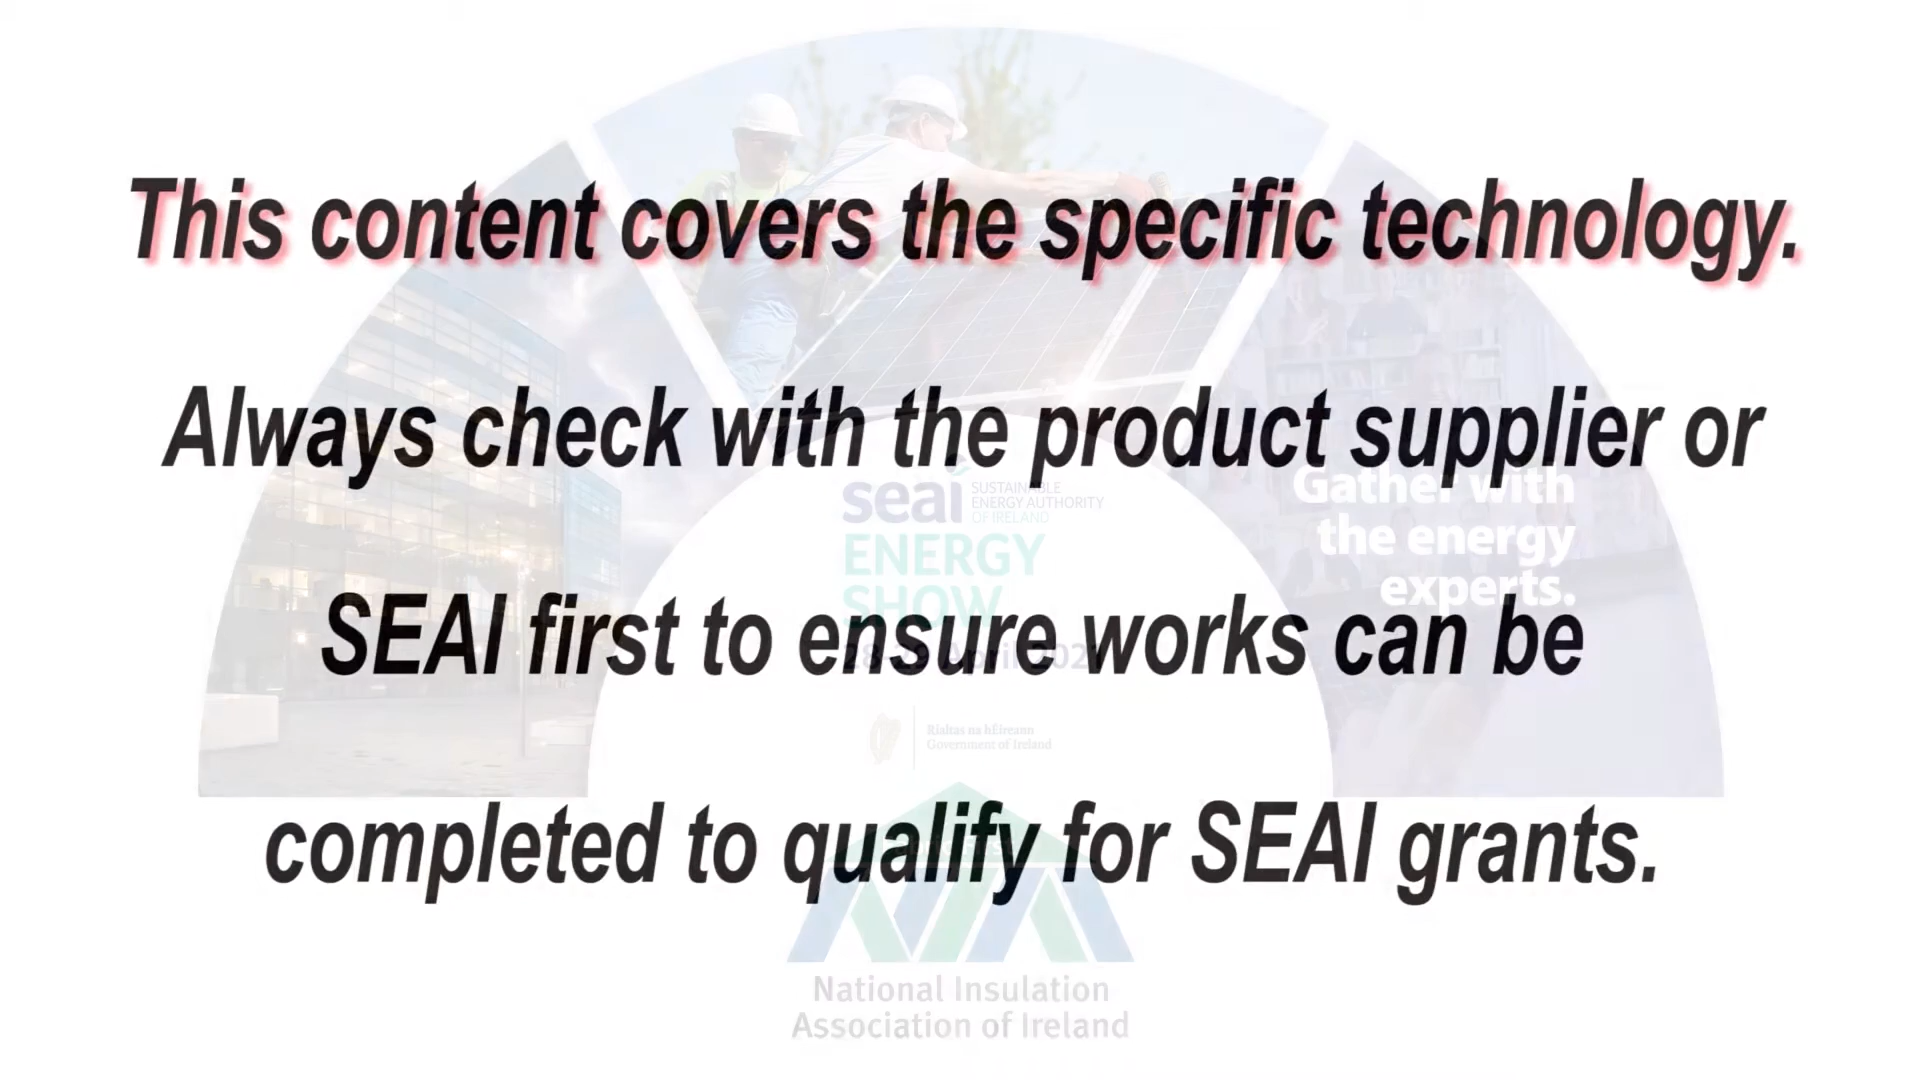 This content covers the specific technology.
Always check with the product supplier or
SEAI first to ensure works can be
completed to qualify for SEAI grants.
seai SUSTAINABLE
ENERGY AUTHORITY
OF IRELAND
ENERGY
SHOW
April 2021
Gather with
the energy
experts.
Rialtas na hÉireann
Government of Ireland
National Insulation
Association of Ireland